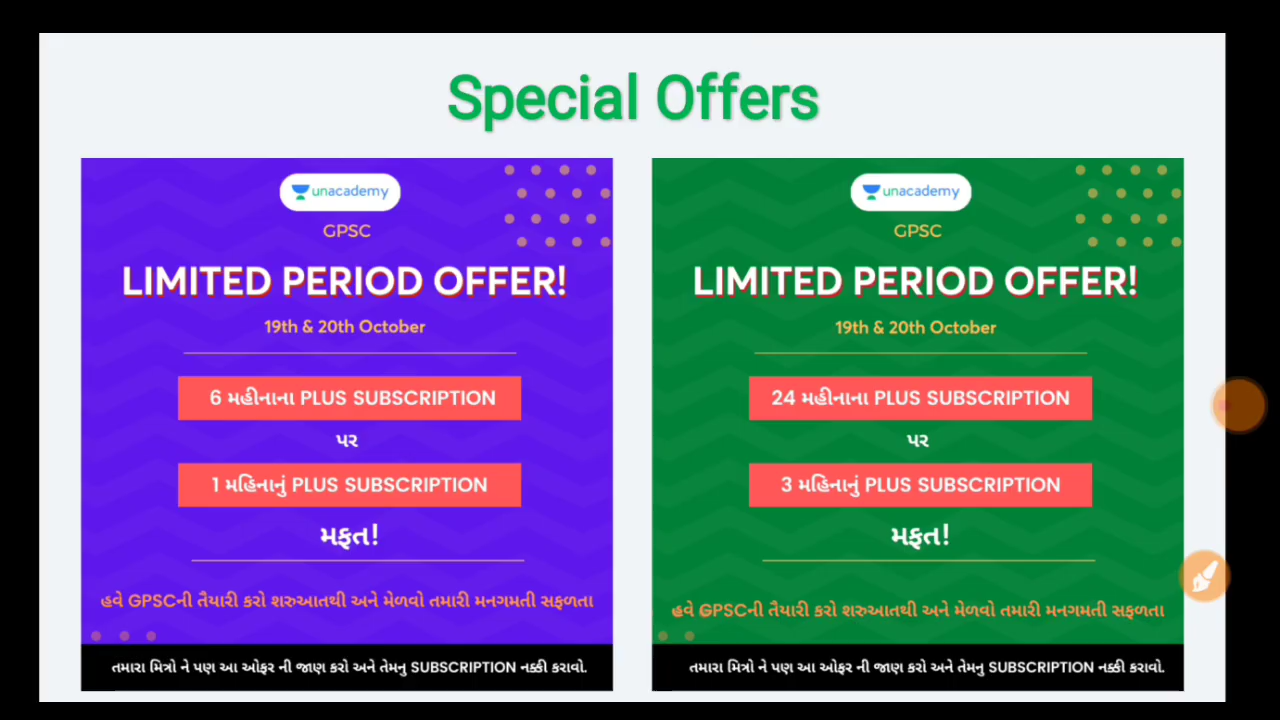 Special Offers
unacademy
GPSC
LIMITED PERIOD OFFER!
19th & 20th October
6 મહીનાના PLUS SUBSCRIPTION
પર
1 મહિનાનું PLUS SUBSCRIPTION
મફત!
હવે GPSCની તૈયારી કરો શરુઆતથી અને મેળવો તમારી મનગમતી સફળતા
તમારા મિત્રો ને પણ આ ઓફર ની જાણ કરો અને તેમનુ SUBSCRIPTION નક્કી કરાવો.
unacademy
GPSC
LIMITED PERIOD OFFER!
19th & 20th October
24 મહીનાના PLUS SUBSCRIPTION
પર
3 મહિનાનું PLUS SUBSCRIPTION
મફત!
હવે GPSCની તૈયારી કરો શરુઆતથી અને મેળવો તમારી મનગમતી સફળતા
તમારા મિત્રો ને પણ આ ઓફર ની જાણ કરો અને તેમનુ SUBSCRIPTION નક્કી કરાવો.